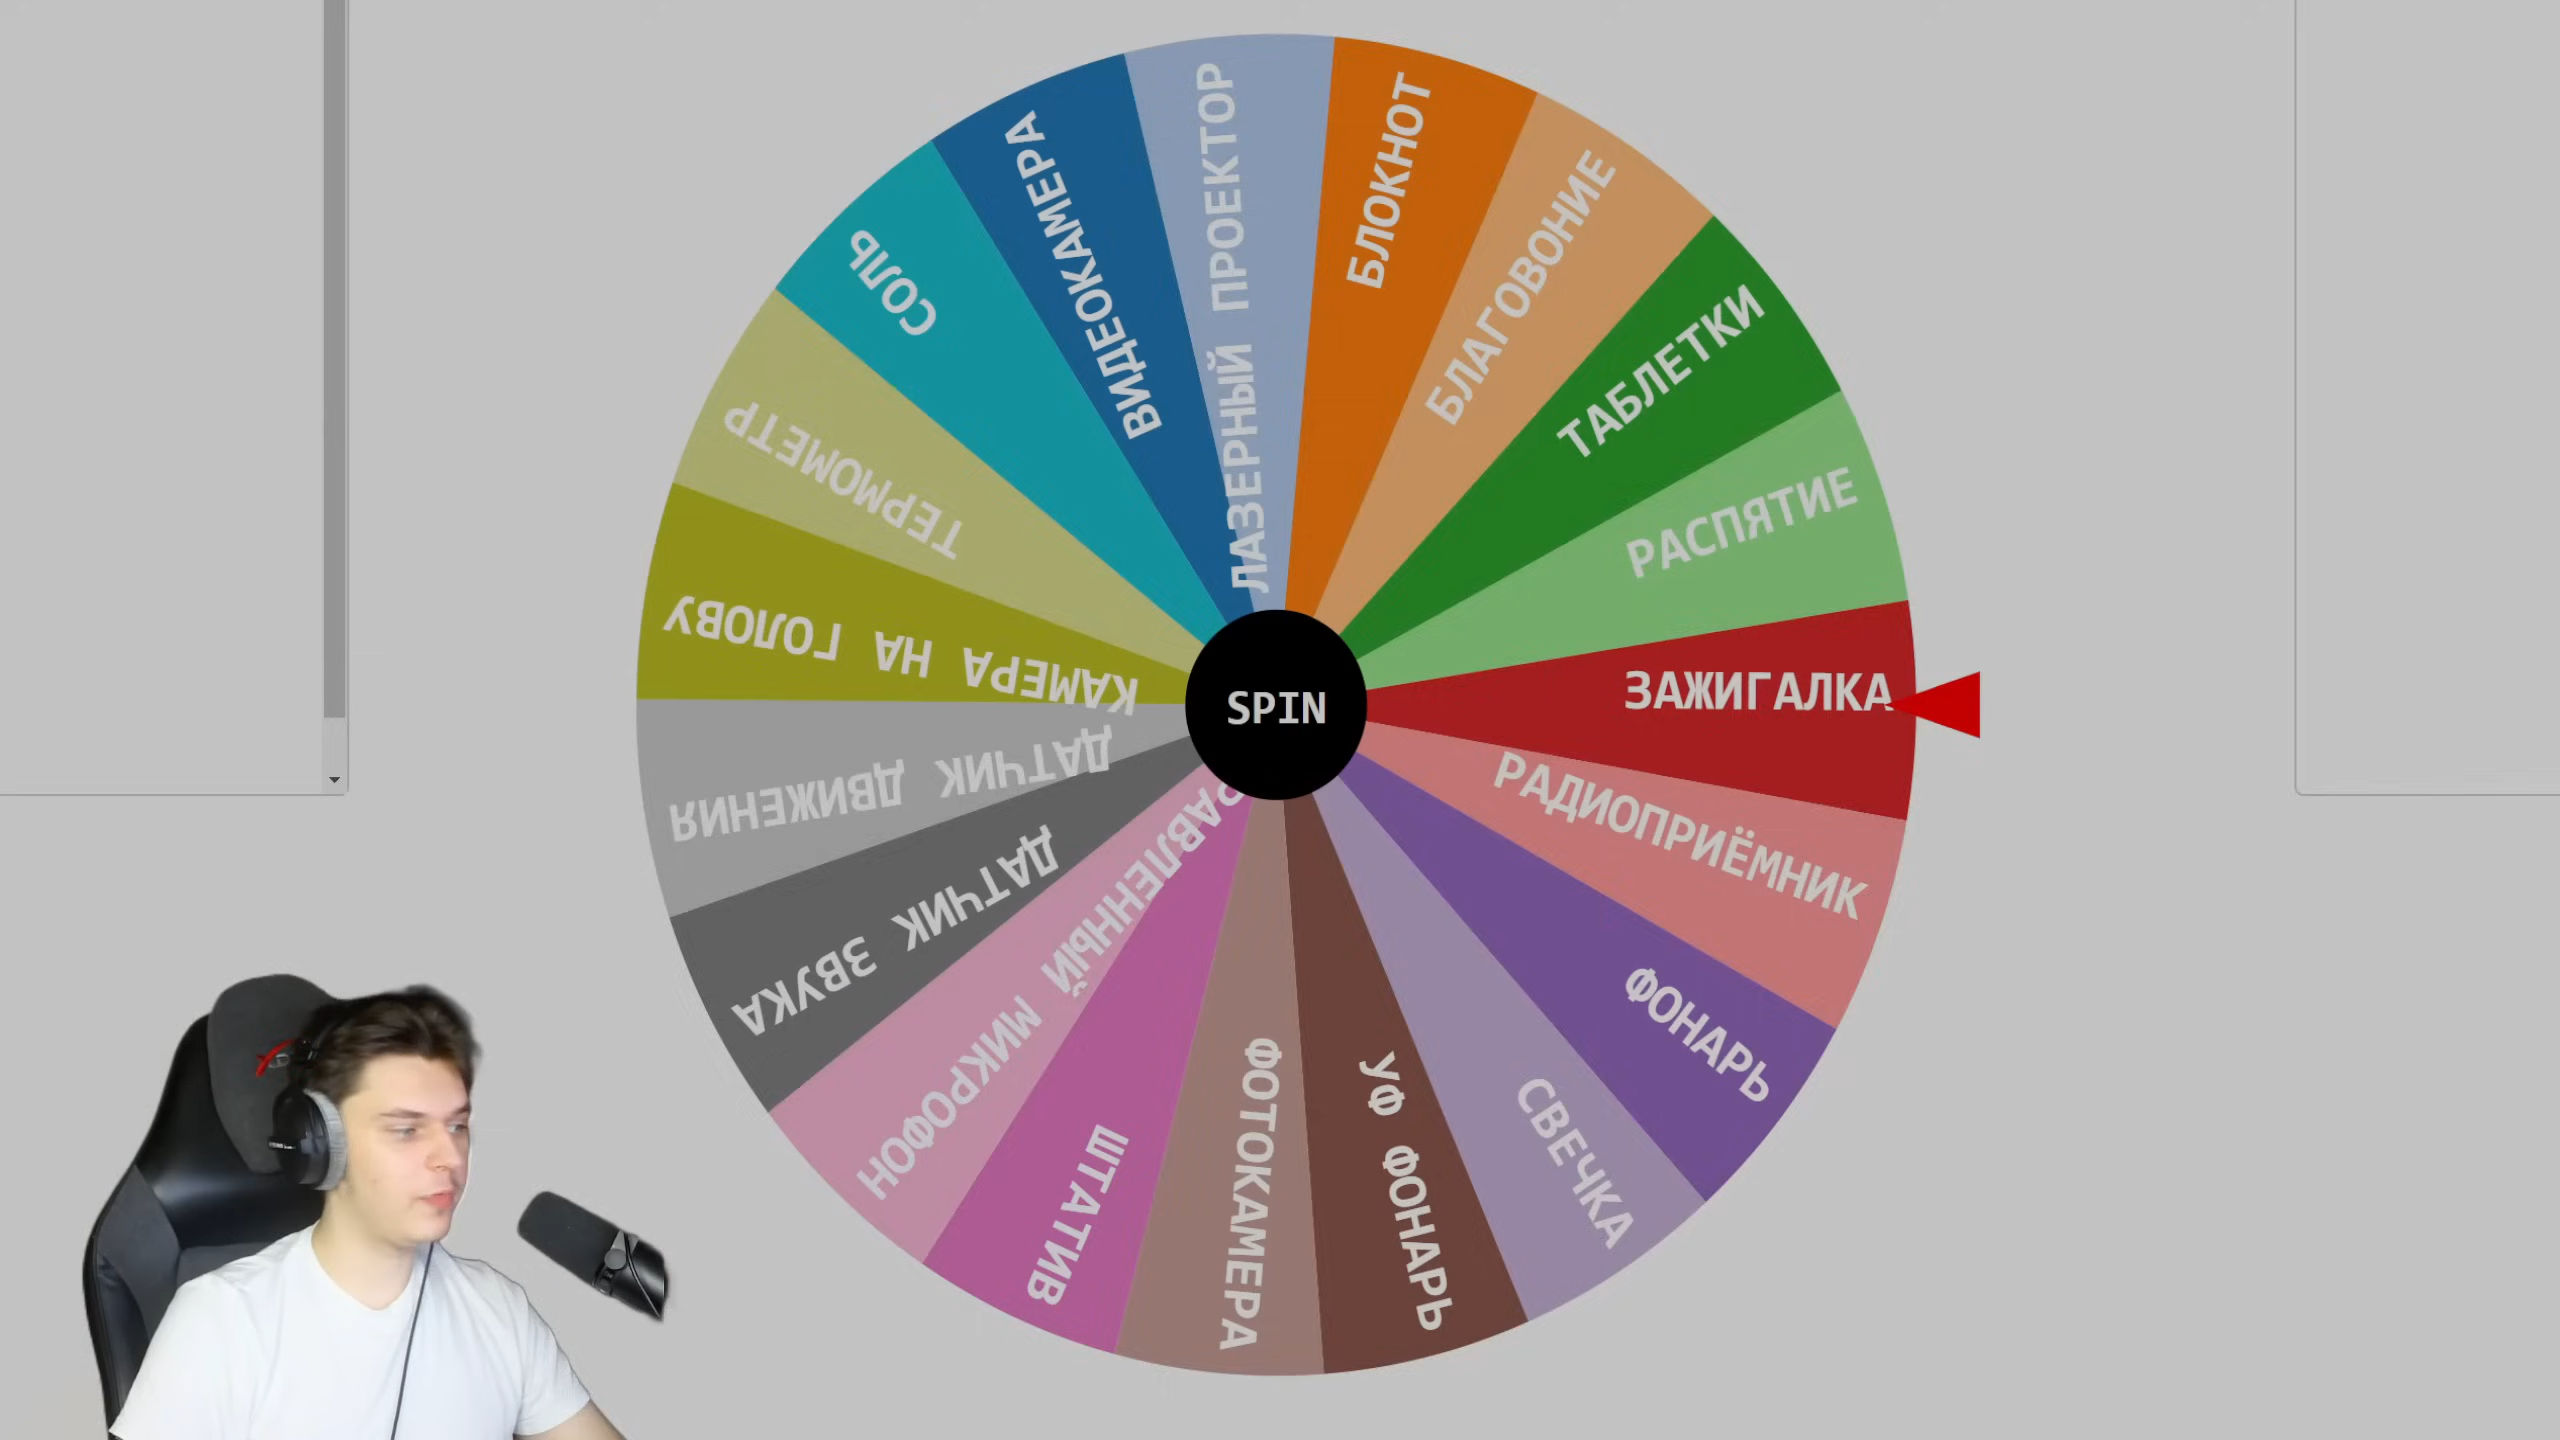 ЛАЗЕРНЫЙ ПРОЕКТОР
БЛОКНОТ
БЛАГОВОНИЕ
ТАБЛЕТКИ
РАСПЯТИЕ
ЗАЖИГАЛКА
РАДИОПРИЁМНИК
ФОНАРЬ
СВЕЧКА
УФ ФОНАРЬ
ФОТОКАМЕРА
ШТАТИВ
МИКРОФОН
ДАТЧИК ЗВУКА
ДАТЧИК ДВИЖЕНИЯ
КАМЕРА НА ГОЛОВУ
ТЕРМОМЕТР
СОЛЬ
ВИДЕОКАМЕРА
SPIN